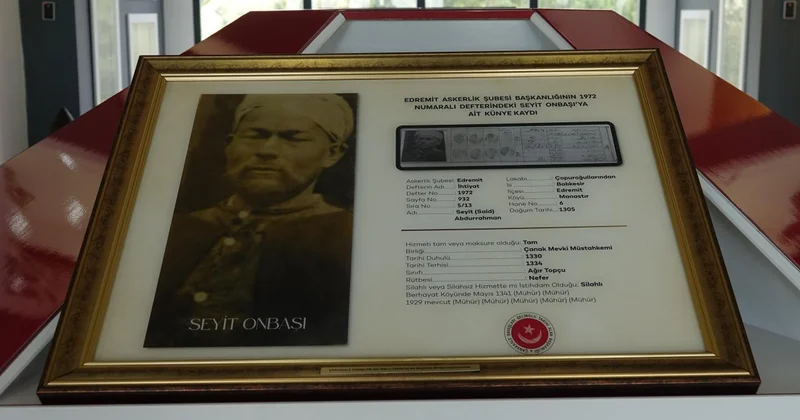 SEYİT ONBAŞI
EDREMİT ASKERLİK ŞUBESİ BAŞKANLIĞININ 1972
NUMARALI DEFTERİNDEKİ SEYİT ONBAŞI'YA
AİT KÜNYE KAYDI
Askerlik Şubesi: Edremit
Defterin Adı: İhtiyat
Defter No: 1972
Sayfa No: 932
Sıra No: 5/13
Adı: Seyit (Said)
Abdurrahman
Lakabı: Çopuroğullarından
İli: Balıkesir
İlçesi: Edremit
Köyü: Manastır
Hane No: 6
Doğum Tarihi: 1305
Hizmeti tam veya maksure olduğu: Tam
Birliği: Çanak Mevki Müstahkemi
Tarihi Duhulü: 1330
Tarihi Terhisi: 1334
Sınıfı: Ağır Topçu
Rütbesi: Nefer
Silahlı veya Silahsız Hizmette mi İstihdam Olduğu: Silahlı
Berhayat Köyünde Mayıs 1341 (Mühür) (Mühür)
1929 mevcut (Mühür) (Mühür) (Mühür) (Mühür) (Mühür)